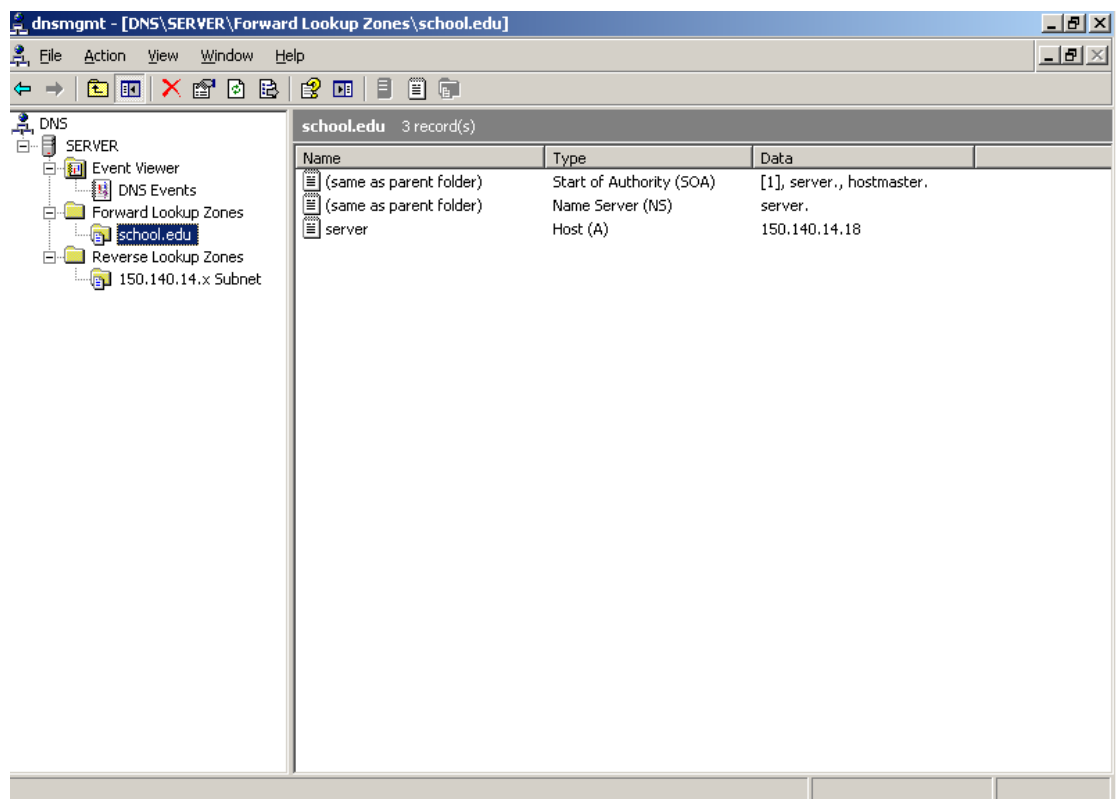 dnsmgmt - [DNS\SERVER\Forward Lookup Zones\school.edu]
File Action View Window Help
DNS
SERVER
Event Viewer
DNS Events
Forward Lookup Zones
school.edu
Reverse Lookup Zones
150.140.14.x Subnet
school.edu 3 record(s)
Name Type Data
(same as parent folder) Start of Authority (SOA) [1], server., hostmaster.
(same as parent folder) Name Server (NS) server.
server Host (A) 150.140.14.18